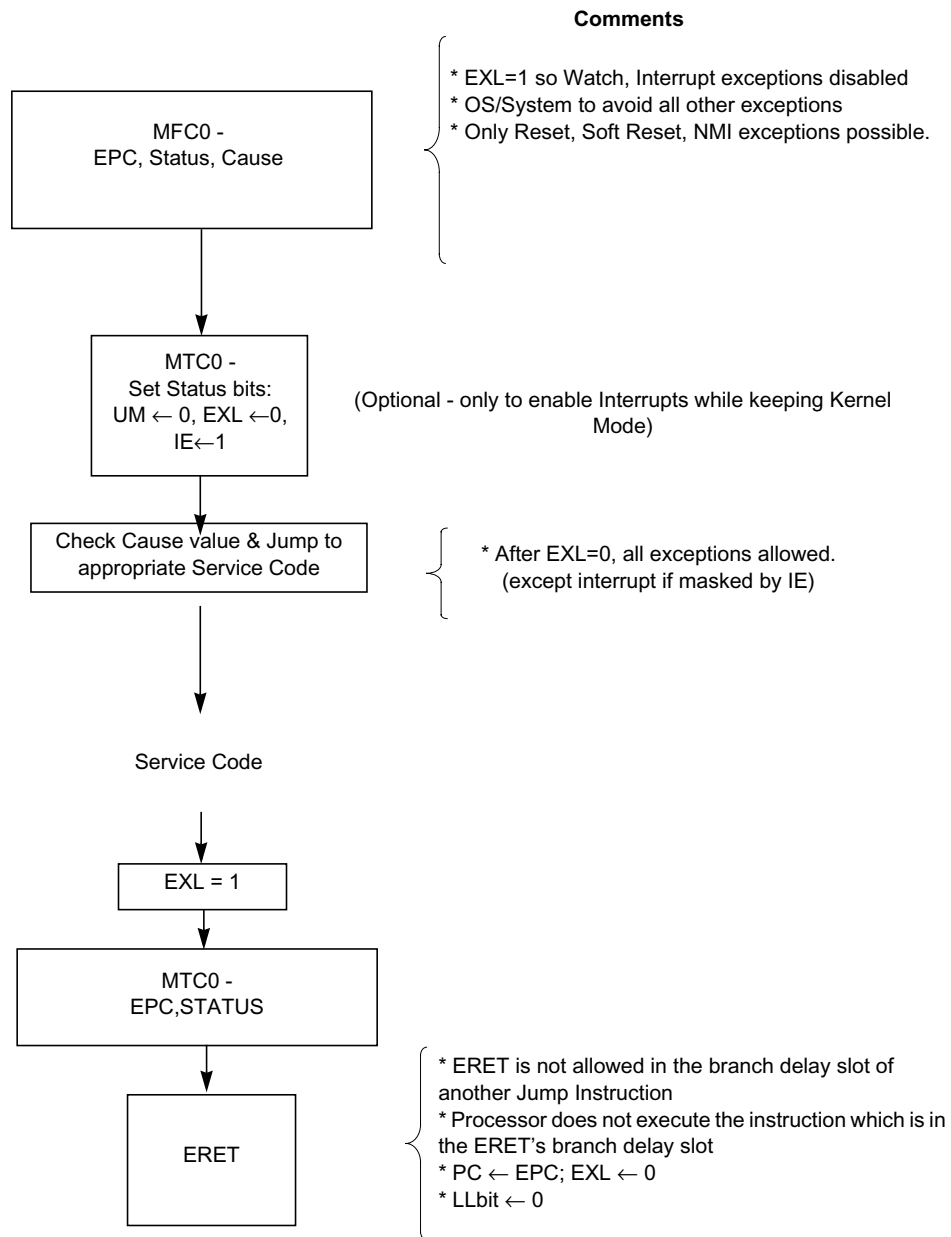 Comments
* EXL=1 so Watch, Interrupt exceptions disabled
* OS/System to avoid all other exceptions
* Only Reset, Soft Reset, NMI exceptions possible.
MFC0 -
EPC, Status, Cause
MTC0 -
Set Status bits:
UM ← 0, EXL ←0,
IE←1
(Optional - only to enable Interrupts while keeping Kernel
Mode)
Check Cause value & Jump to
appropriate Service Code
* After EXL=0, all exceptions allowed.
(except interrupt if masked by IE)
Service Code
EXL = 1
MTC0 -
EPC,STATUS
ERET
* ERET is not allowed in the branch delay slot of
another Jump Instruction
* Processor does not execute the instruction which is in
the ERET's branch delay slot
* PC ← EPC; EXL ← 0
* LLbit ← 0